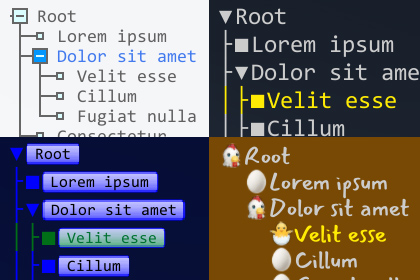 Root
Lorem ipsum
Dolor sit amet
Velit esse
Cillum
Fugiat nulla
Consectetur
Root
Lorem ipsum
Dolor sit ame
Velit esse
Cillum
Root
Lorem ipsum
Dolor sit amet
Velit esse
Cillum
Root
Lorem ipsum
Dolor sit amet
Velit esse
Cillum